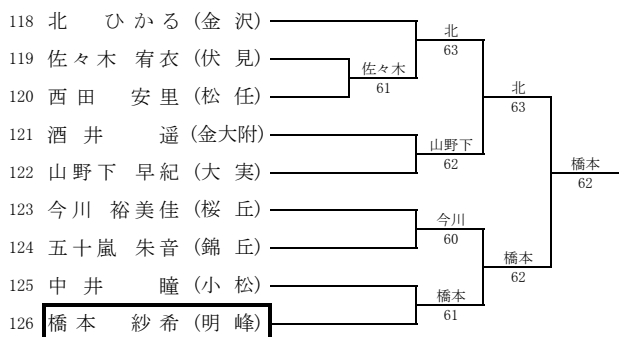 118 北 ひかる (金 沢)
119 佐々木 宥衣 (伏 見)
120 西田 安里 (松 任)
121 酒井 遥 (金大附)
122 山野下 早紀 (大 実)
123 今川 裕美佳 (桜 丘)
124 五十嵐 朱音 (錦 丘)
125 中井 瞳 (小 松)
126 橋本 紗希 (明 峰)
佐々木
61
北
63
山野下
62
今川
60
橋本
61
北
63
橋本
62
橋本
62